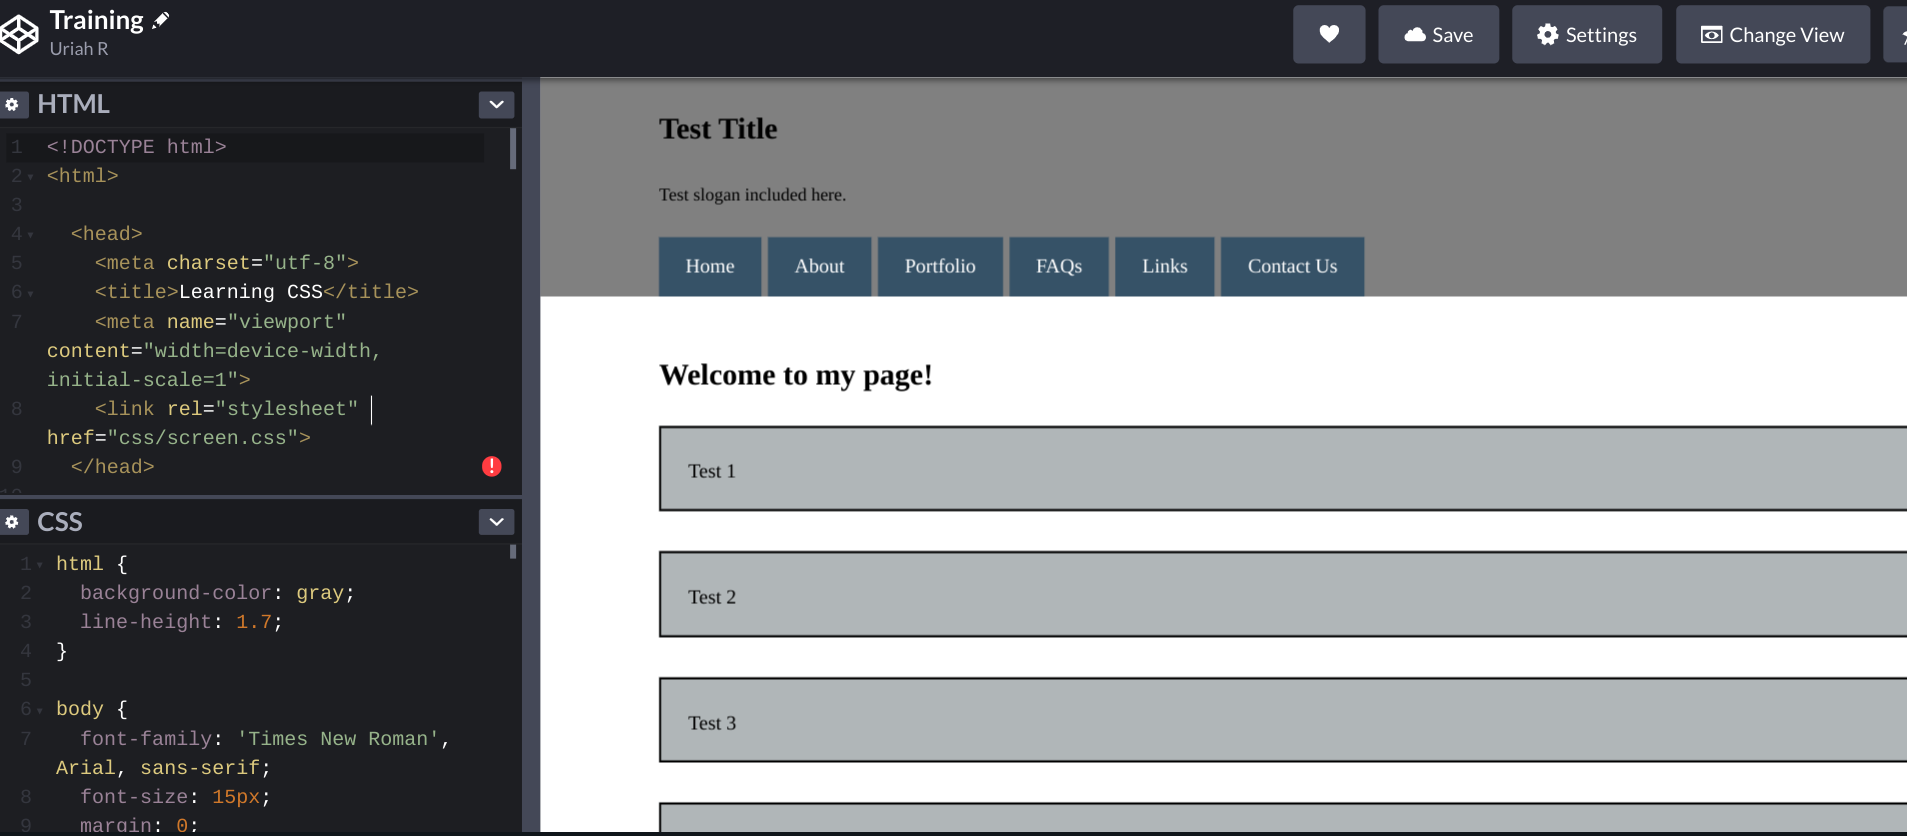 Training
Uriah R
Save
Settings
Change View
HTML
1 <!DOCTYPE html>
2 <html>
3
4 <head>
5 <meta charset="utf-8">
6 <title>Learning CSS</title>
7 <meta name="viewport"
content="width=device-width,
initial-scale=1">
8 <link rel="stylesheet"
href="css/screen.css">
9 </head>
CSS
1 html {
2 background-color: gray;
3 line-height: 1.7;
4 }
5
6 body {
7 font-family: 'Times New Roman',
Arial, sans-serif;
8 font-size: 15px;
9 margin: 0;
Test Title
Test slogan included here.
Home About Portfolio FAQs Links Contact Us
Welcome to my page!
Test 1
Test 2
Test 3